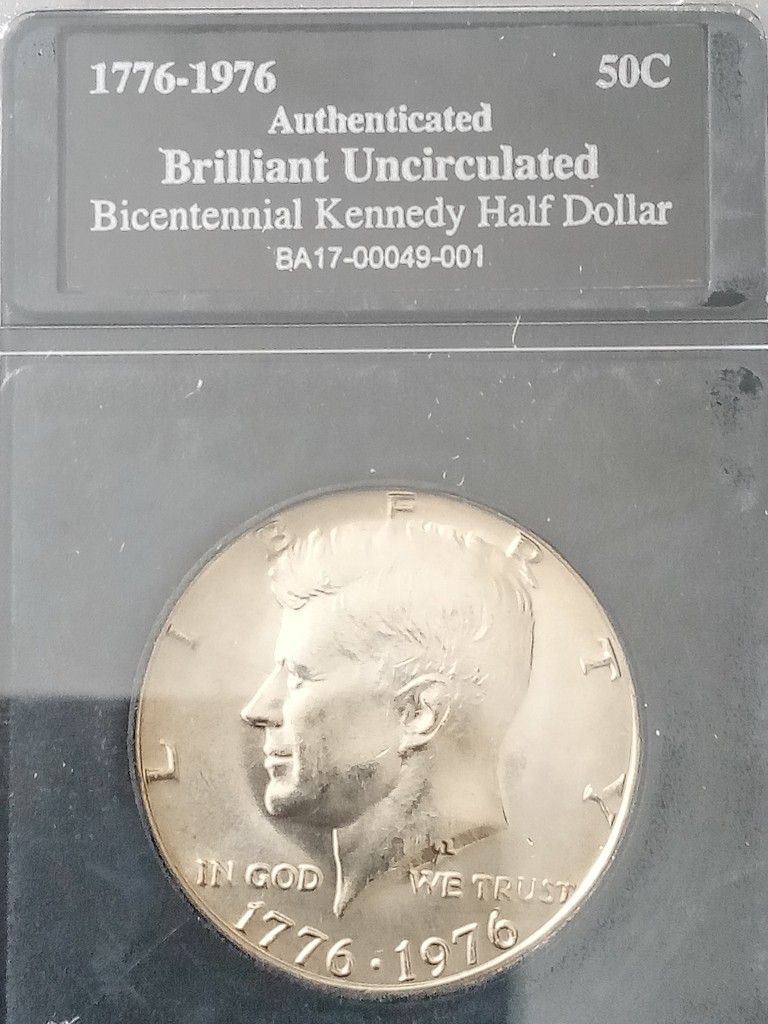 1776-1976 50C
Authenticated
Brilliant Uncirculated
Bicentennial Kennedy Half Dollar
BA17-00049-001
LIBERTY
IN GOD WE TRUST
1776·1976